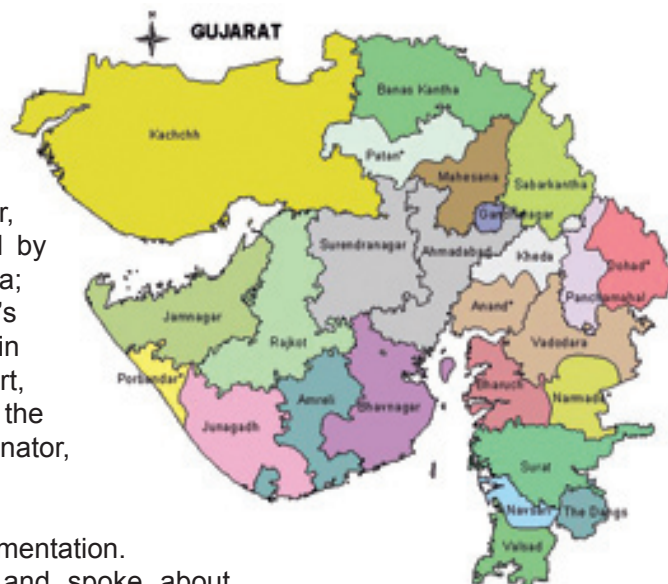 N
GUJARAT
Banas Kantha
Kachchh
Patan*
Mahesana
Sabarkantha
Gandhinagar
Surendranagar
Ahmadabad
Kheda
Dohad*
Panchamahal
Jamnagar
Rajkot
Anand*
Vadodara
Porbandar*
Amreli
Bhavnagar
Bharuch
Narmada*
Junagadh
Surat
Navsari*
The Dangs
Valsad
r,
l by
a;
's
in
rt,
the
nator,
mentation.
and spoke about